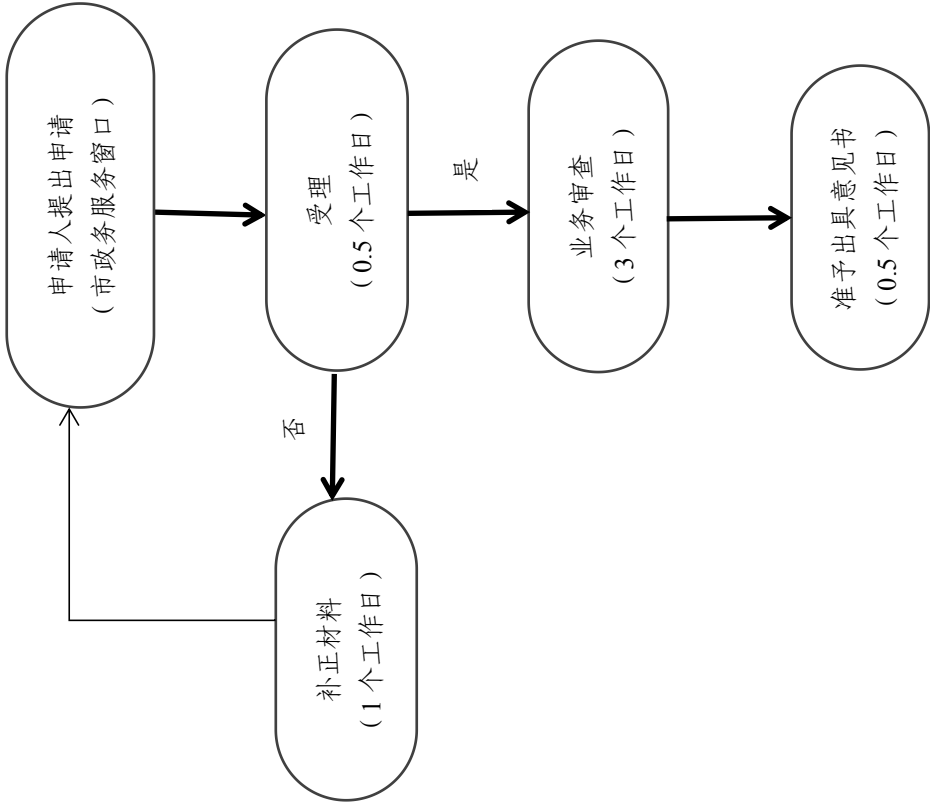 申请人提出申请
（市政务服务窗口）
受理
（0.5 个工作日）
是
业务审查
（3 个工作日）
准予出具意见书
（0.5 个工作日）
否
补正材料
（1 个工作日）